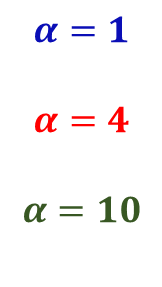 α = 1
α = 4
α = 10